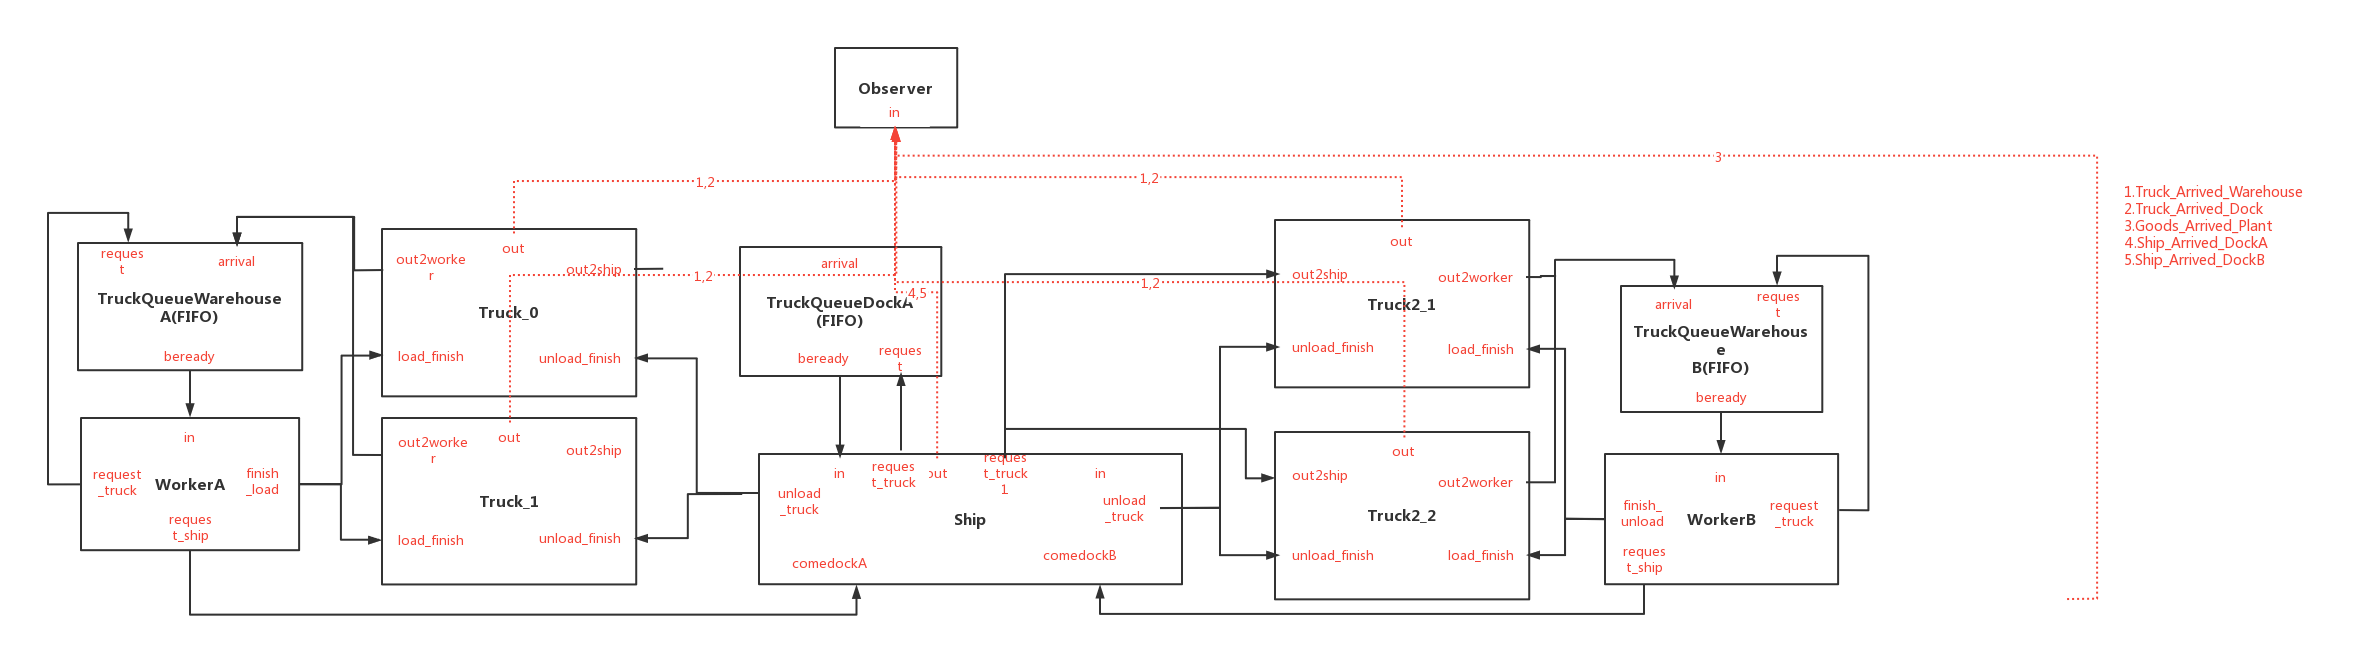 Observer
in
3
1,2
1,2
1.Truck_Arrived_Warehouse
2.Truck_Arrived_Dock
3.Goods_Arrived_Plant
4.Ship_Arrived_DockA
5.Ship_Arrived_DockB
reques
t
arrival
TruckQueueWarehouse
A(FIFO)
beready
out2worke
r
out
out2ship
Truck_0
load_finish
unload_finish
1,2
arrival
TruckQueueDockA
(FIFO)
4,5
beready
reques
t
1,2
out
out2ship
out2worker
Truck2_1
unload_finish
load_finish
arrival
reques
t
TruckQueueWarehous
e
B(FIFO)
beready
in
request
_truck
WorkerA
finish
_load
reques
t_ship
out2worke
r
out
out2ship
Truck_1
load_finish
unload_finish
in
reques
t_truck
out
reques
t_truck
1
in
unload
_truck
unload
_truck
Ship
comedockA
comedockB
out
out2ship
out2worker
Truck2_2
unload_finish
load_finish
in
finish_
unload
WorkerB
request
_truck
reques
t_ship